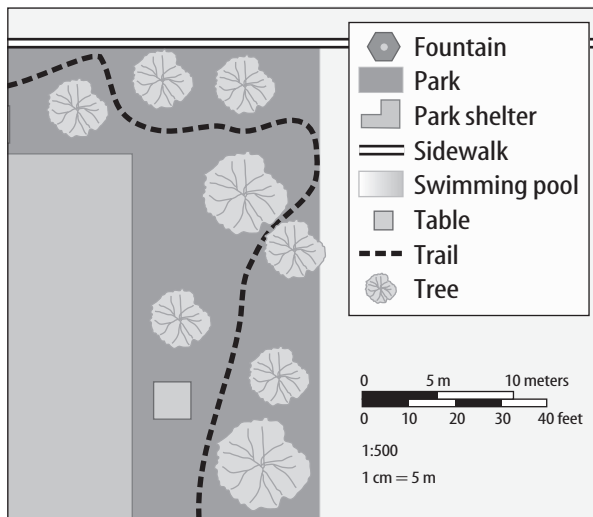 Fountain
Park
Park shelter
Sidewalk
Swimming pool
Table
Trail
Tree
0 5 m 10 meters
0 10 20 30 40 feet
1:500
1 cm = 5 m